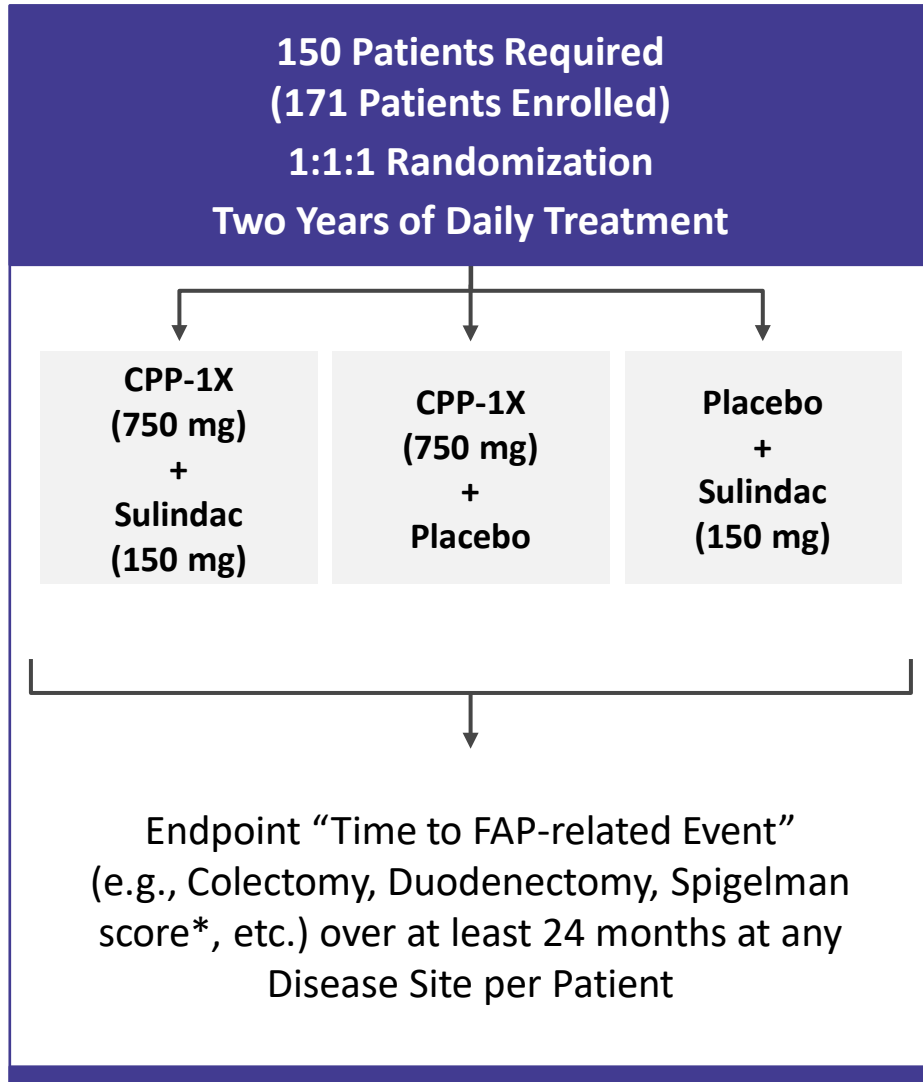 150 Patients Required
(171 Patients Enrolled)
1:1:1 Randomization
Two Years of Daily Treatment
CPP-1X
(750 mg)
+
Sulindac
(150 mg)
CPP-1X
(750 mg)
+
Placebo
Placebo
+
Sulindac
(150 mg)
Endpoint “Time to FAP-related Event”
(e.g., Colectomy, Duodenectomy, Spigelman
score*, etc.) over at least 24 months at any
Disease Site per Patient